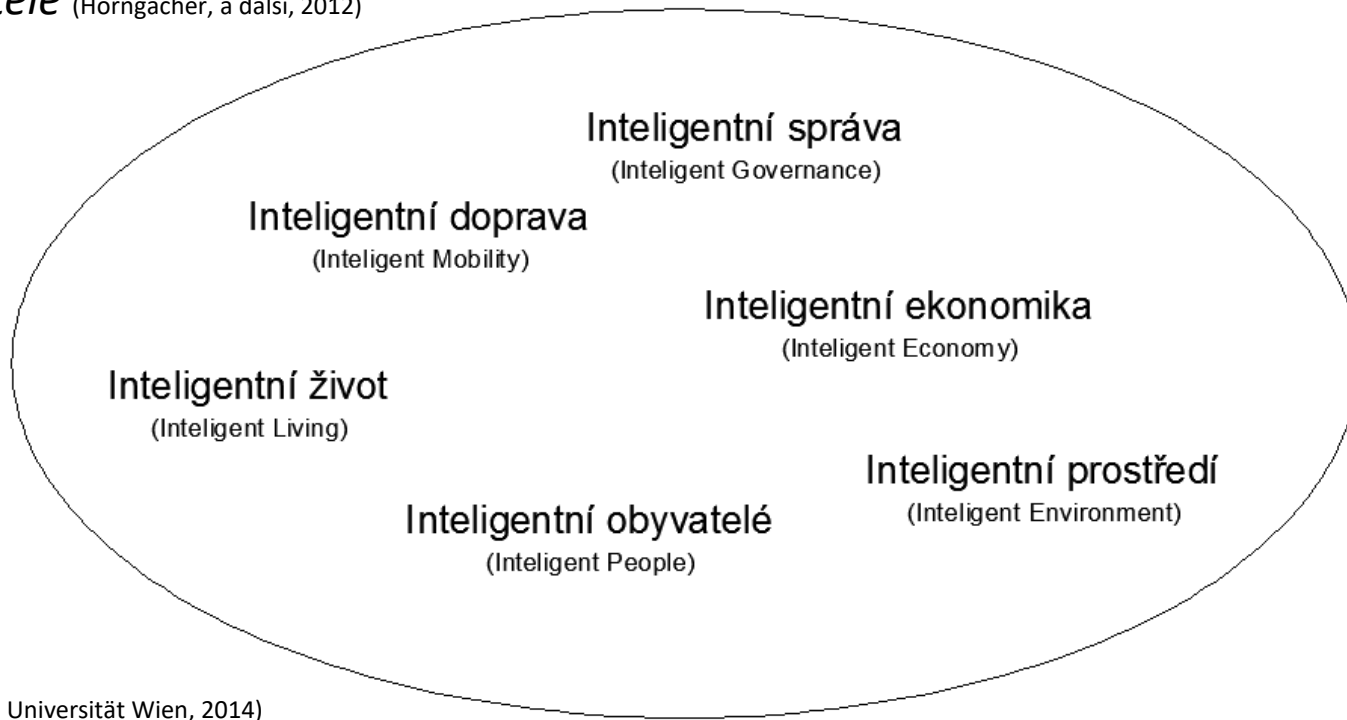 (Horngacher, a další, 2012)
Inteligentní správa
(Inteligent Governance)
Inteligentní doprava
(Inteligent Mobility)
Inteligentní ekonomika
(Inteligent Economy)
Inteligentní život
(Inteligent Living)
Inteligentní prostředí
(Inteligent Environment)
Inteligentní obyvatelé
(Inteligent People)
Universität Wien, 2014)